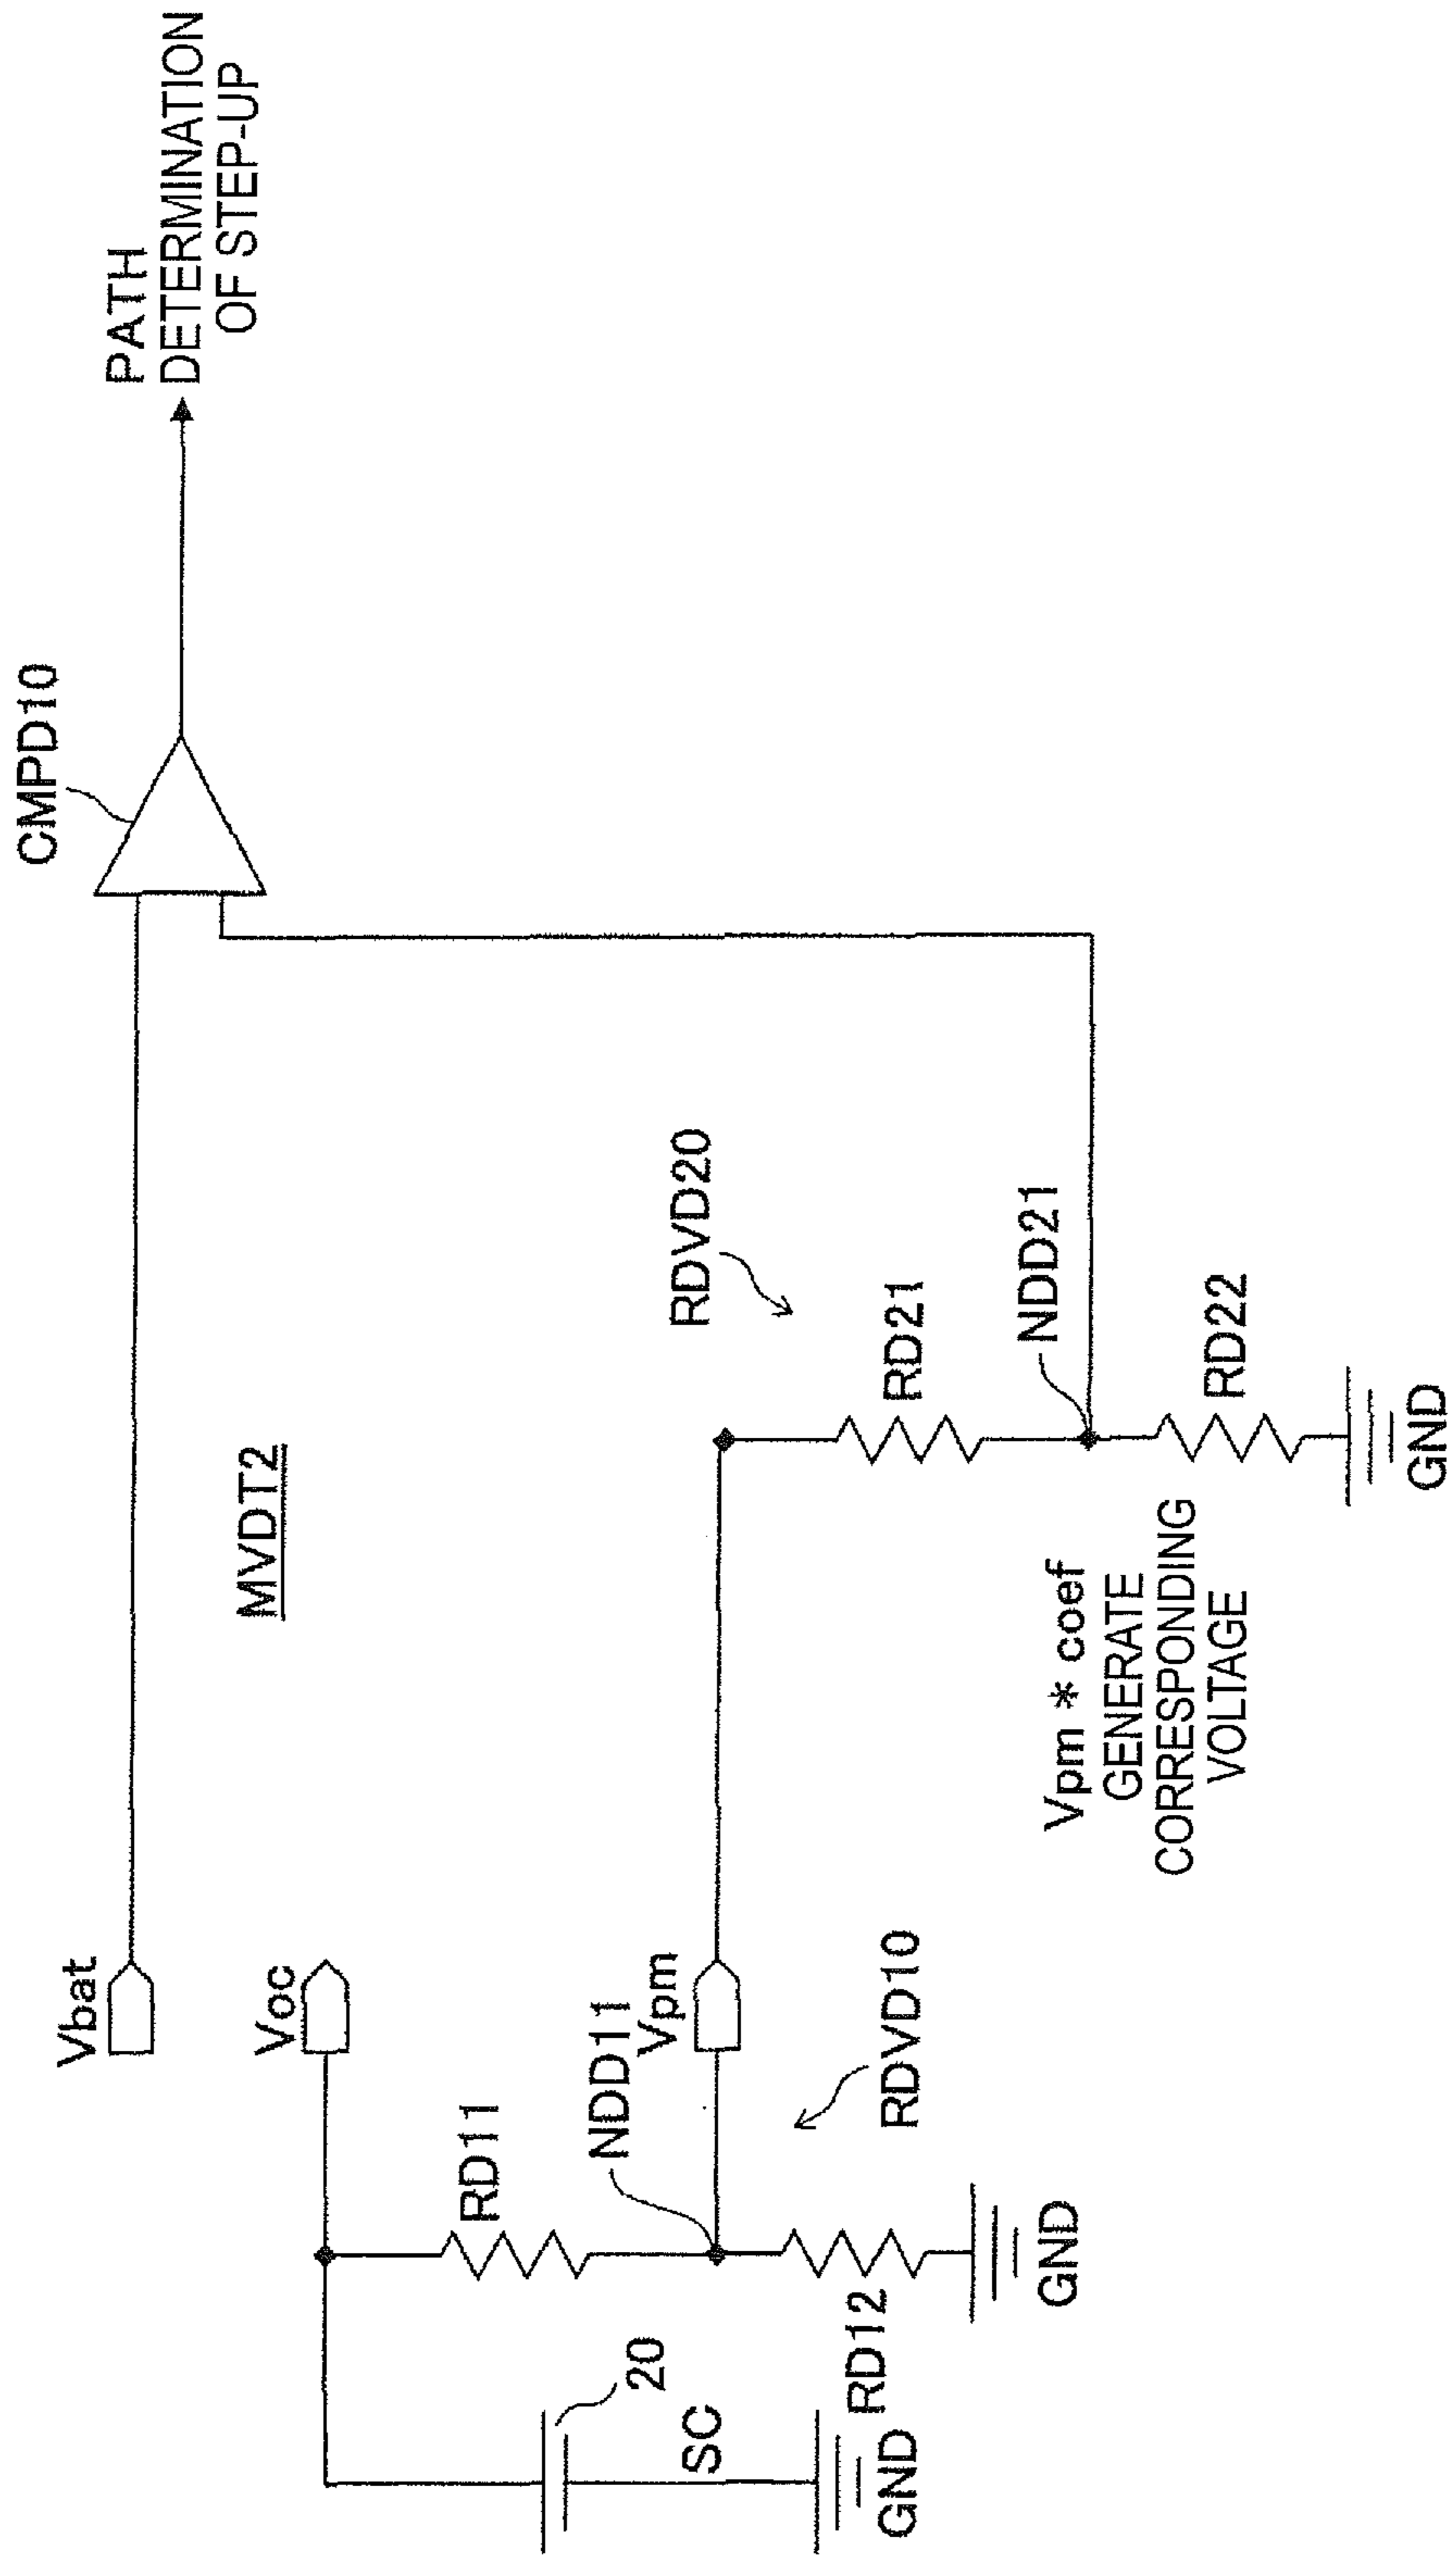 CMPD10
PATH
DETERMINATION
OF STEP-UP
Vbat
MVDT2
Voc
RD11
NDD11
Vpm
RDVD20
RD21
NDD21
20
SC
RD12
RDVD10
GND
GND
Vpm * coef
GENERATE
CORRESPONDING
VOLTAGE
RD22
GND